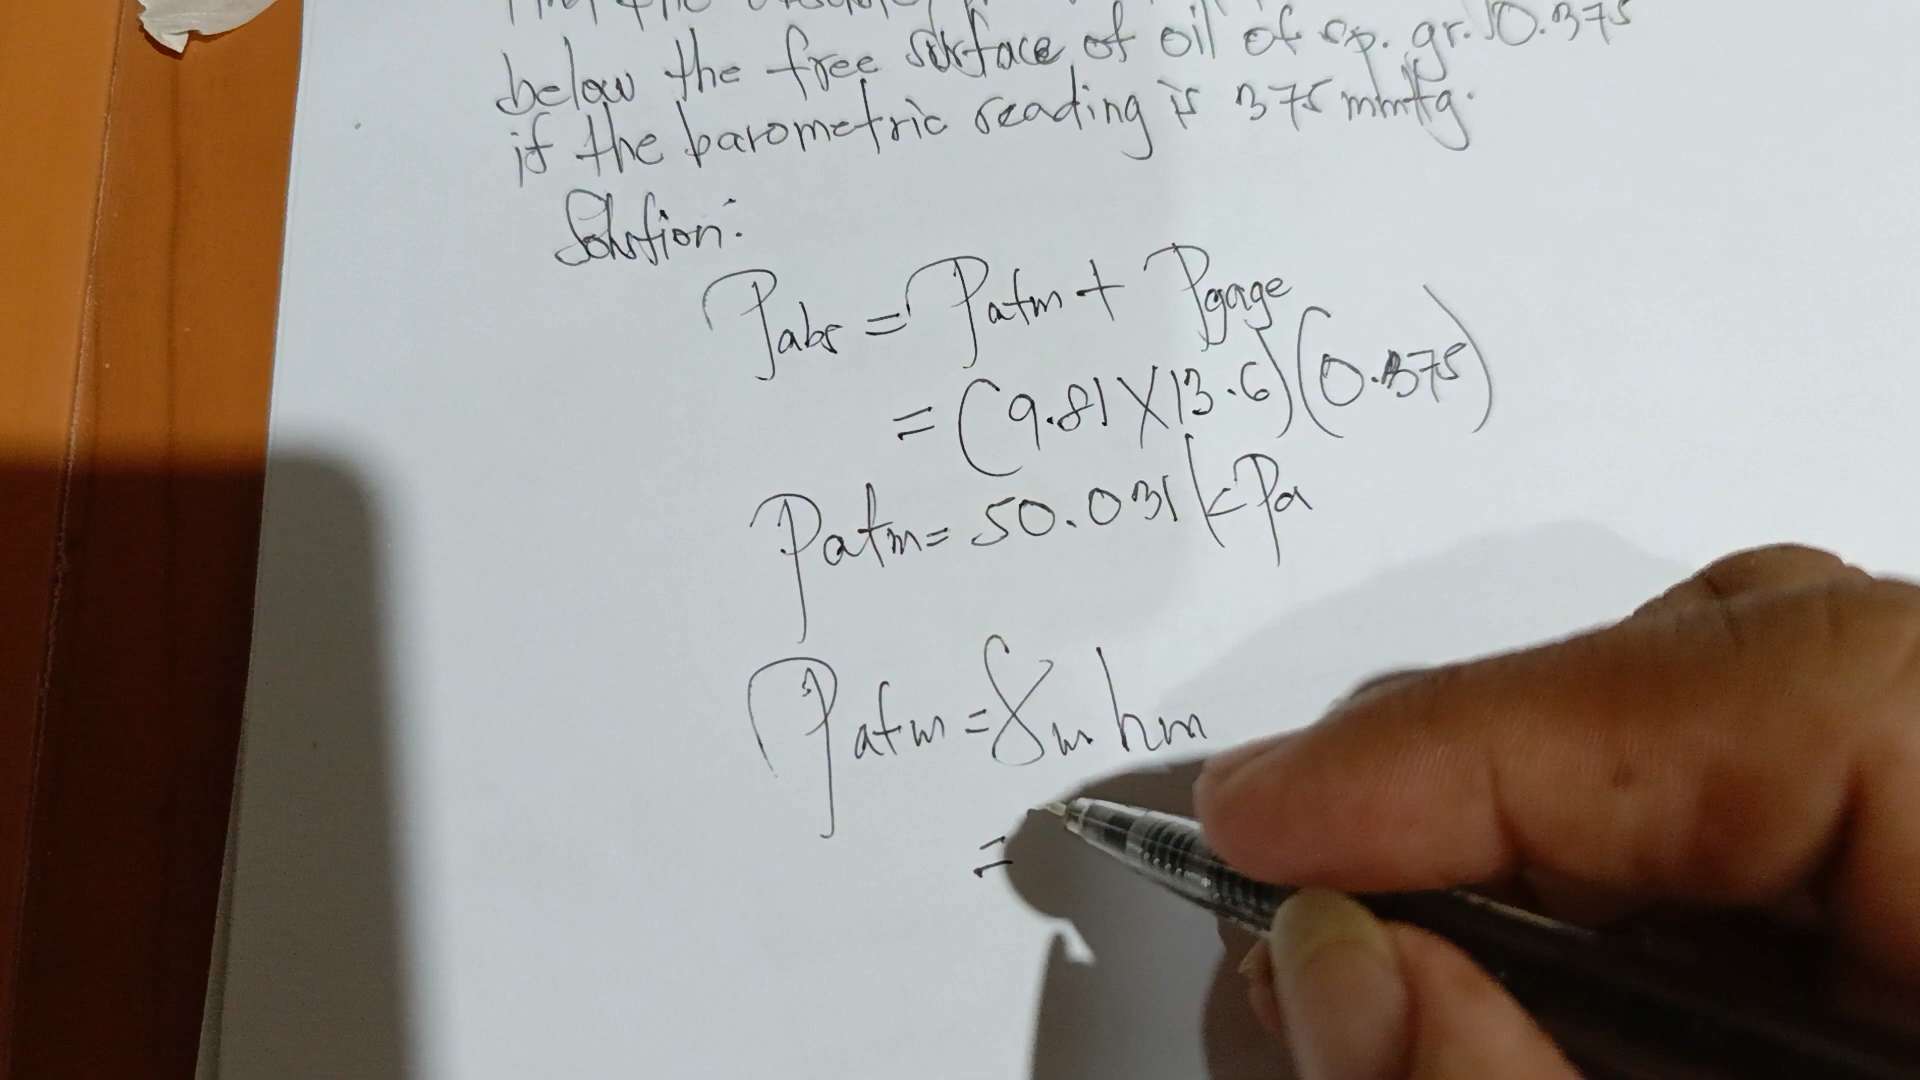 below the free surface of oil of sp. gr. 0.375
if the barometric reading is 375 mmHg.
Solution:
Pabs = Patm + Pgage
= (9.81 X 13.6)(0.375)
Patm = 50.031 kPa
Patm = γm hm
=